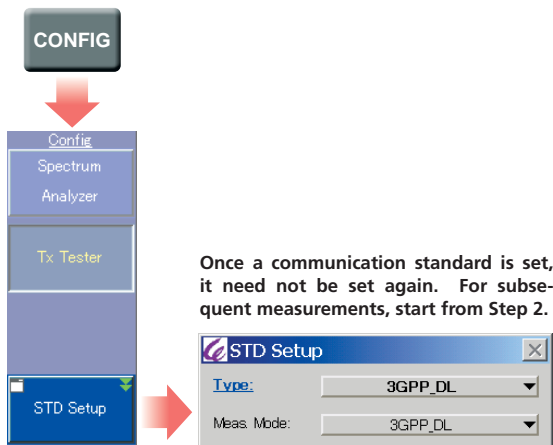 CONFIG
Config
Spectrum
Analyzer
Tx Tester
STD Setup
Once a communication standard is set,
it need not be set again. For subse-
quent measurements, start from Step 2.
STD Setup
Type: 3GPP_DL
Meas. Mode: 3GPP_DL